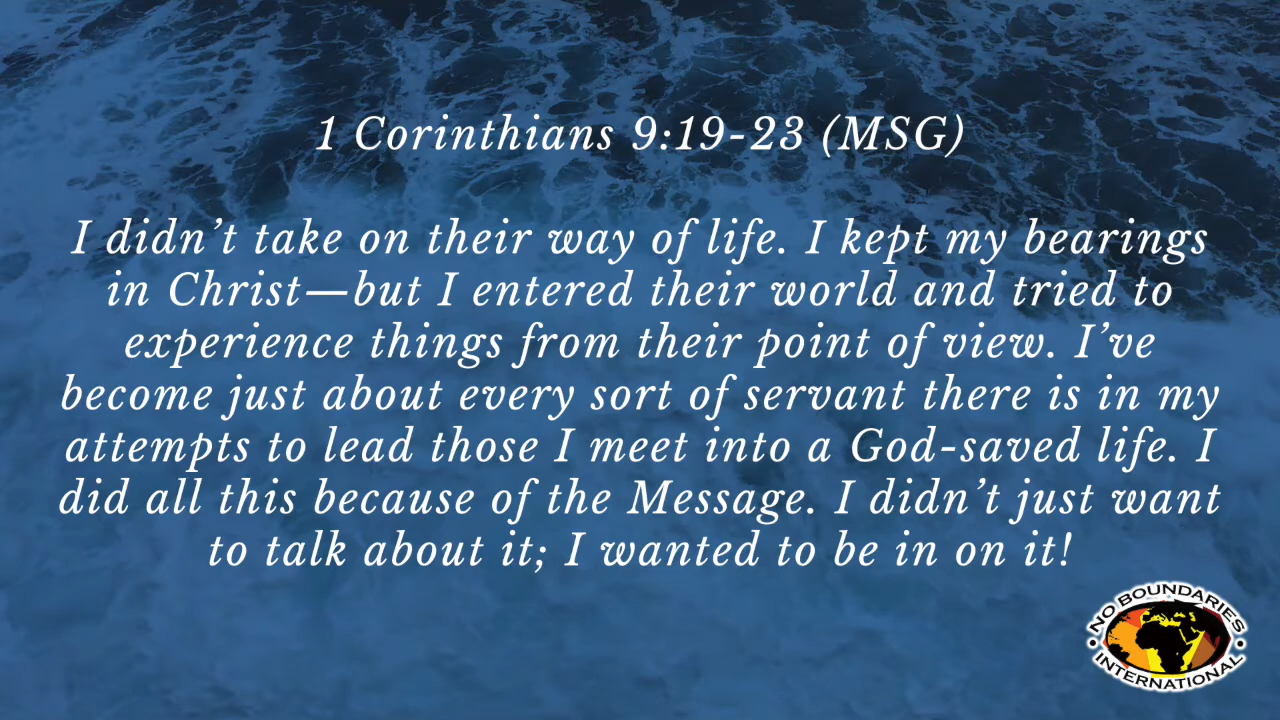 1 Corinthians 9:19-23 (MSG)
I didn’t take on their way of life. I kept my bearings
in Christ—but I entered their world and tried to
experience things from their point of view. I’ve
become just about every sort of servant there is in my
attempts to lead those I meet into a God-saved life. I
did all this because of the Message. I didn’t just want
to talk about it; I wanted to be in on it!
NO BOUNDARIES
INTERNATIONAL